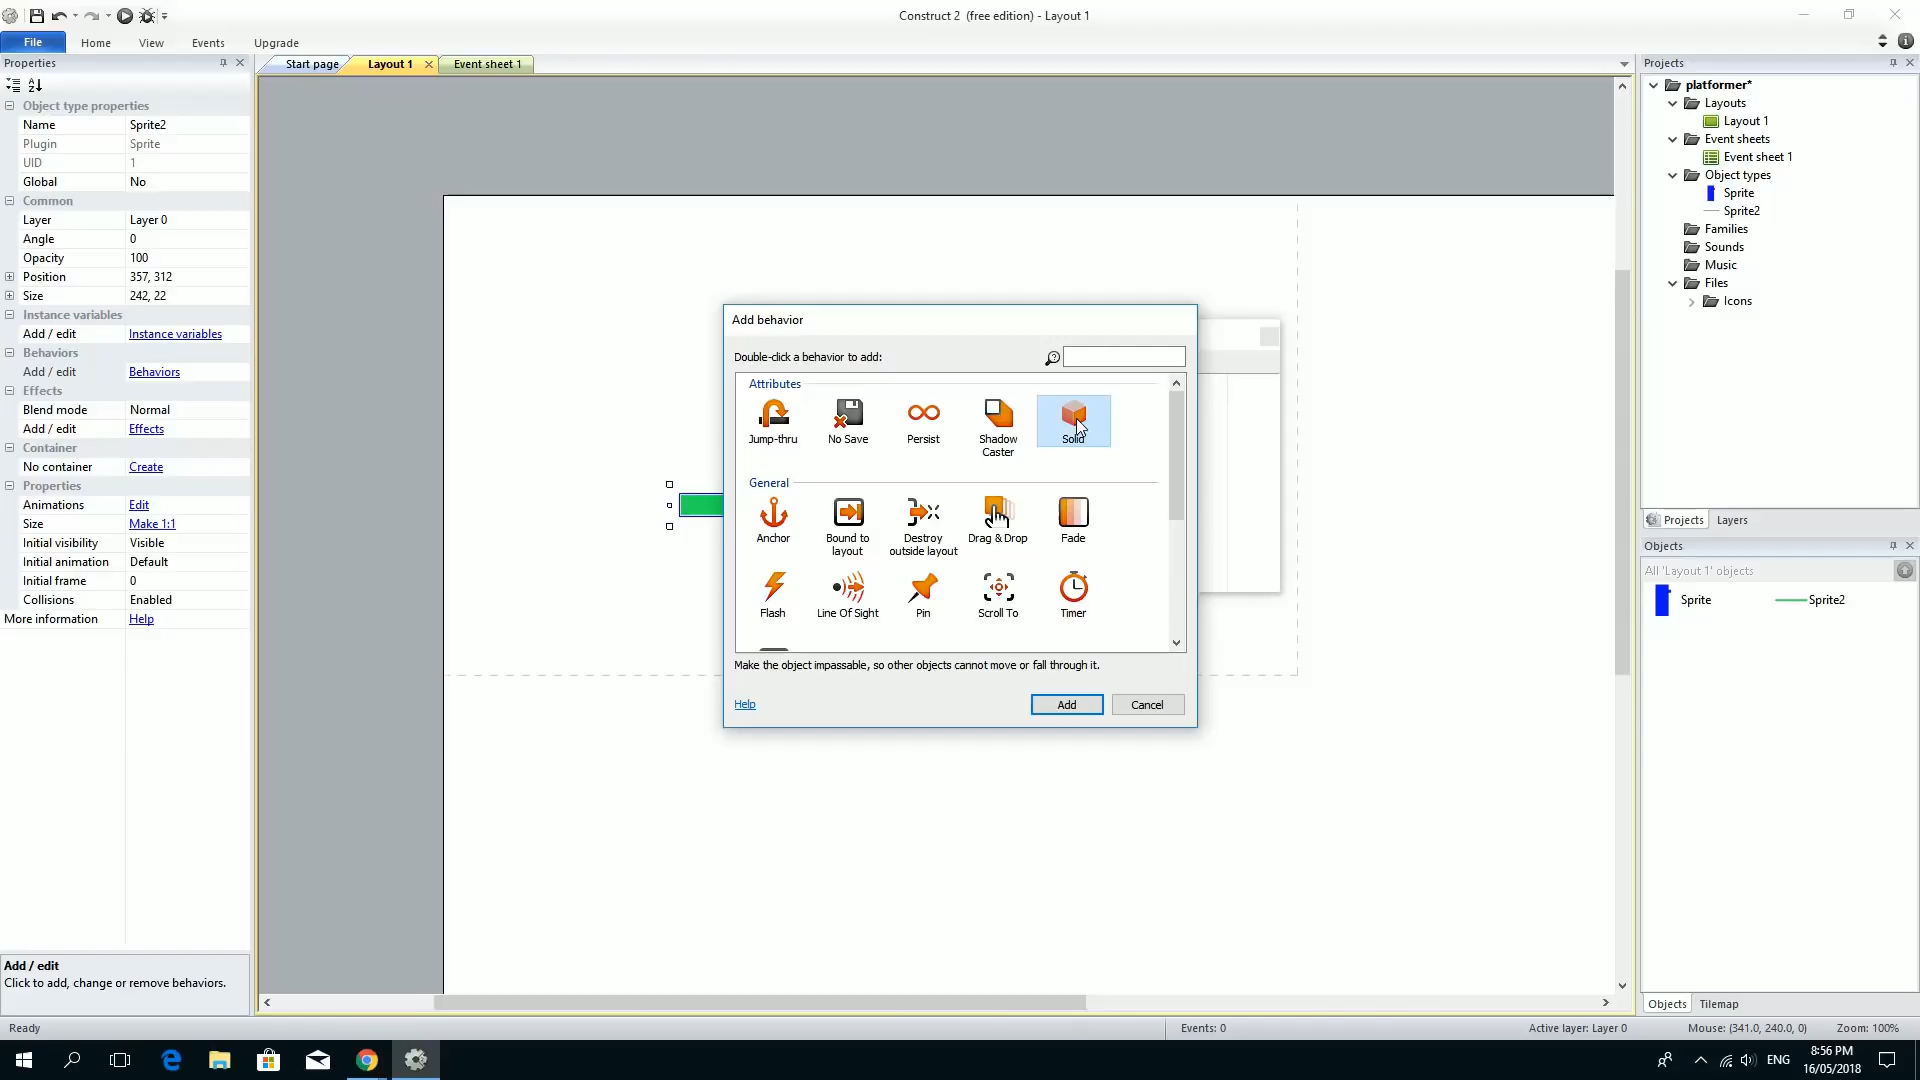 Construct 2 (free edition) - Layout 1
File Home View Events Upgrade
Properties
Start page Layout 1 Event sheet 1
Projects
Object type properties
Name Sprite2
Plugin Sprite
UID 1
Global No
Common
Layer Layer 0
Angle 0
Opacity 100
Position 357, 312
Size 242, 22
Instance variables
Add / edit Instance variables
Behaviors
Add / edit Behaviors
Effects
Blend mode Normal
Add / edit Effects
Container
No container Create
Properties
Animations Edit
Size Make 1:1
Initial visibility Visible
Initial animation Default
Initial frame 0
Collisions Enabled
More information Help
Add / edit
Click to add, change or remove behaviors.
Add behavior
Double-click a behavior to add:
Attributes
Jump-thru No Save Persist Shadow Caster Solid
General
Anchor Bound to layout Destroy outside layout Drag & Drop Fade
Flash Line Of Sight Pin Scroll To Timer
Make the object impassable, so other objects cannot move or fall through it.
Help Add Cancel
platformer*
Layouts
Layout 1
Event sheets
Event sheet 1
Object types
Sprite
Sprite2
Families
Sounds
Music
Files
Icons
Projects Layers
Objects
All 'Layout 1' objects
Sprite Sprite2
Objects Tilemap
Ready Events: 0 Active layer: Layer 0 Mouse: (341.0, 240.0, 0) Zoom: 100%
ENG
8:56 PM
16/05/2018